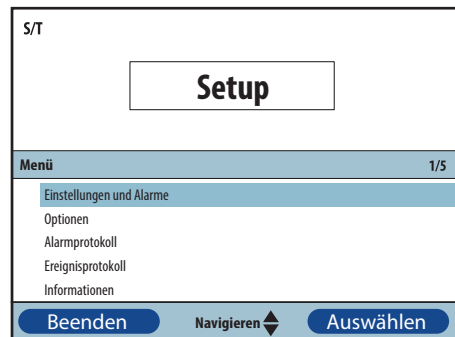 S/T
Setup
Menü 1/5
Einstellungen und Alarme
Optionen
Alarmprotokoll
Ereignisprotokoll
Informationen
Beenden Navigieren Auswählen